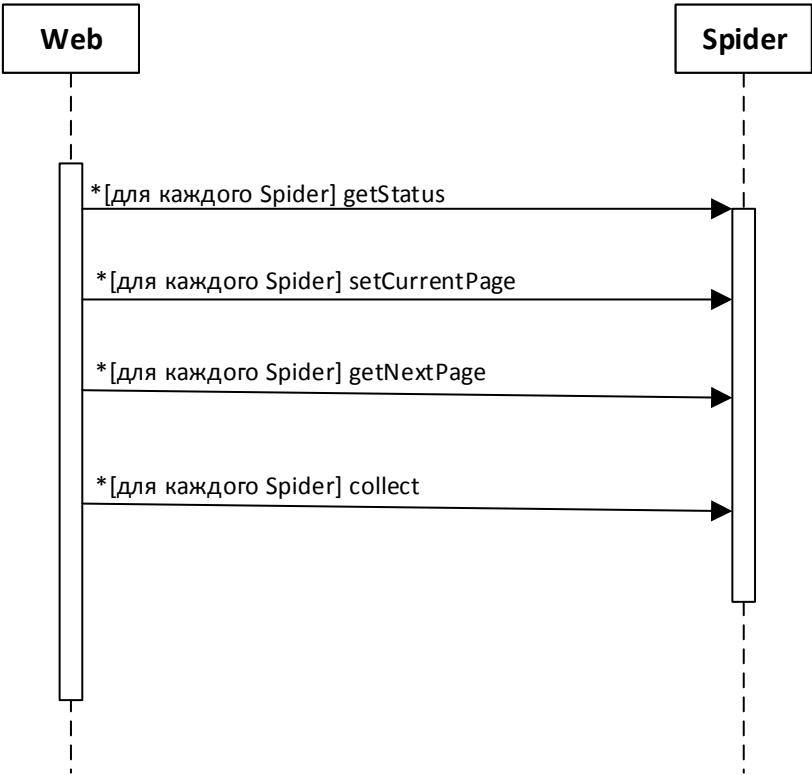 Web
Spider
*[для каждого Spider] getStatus
*[для каждого Spider] setCurrentPage
*[для каждого Spider] getNextPage
*[для каждого Spider] collect